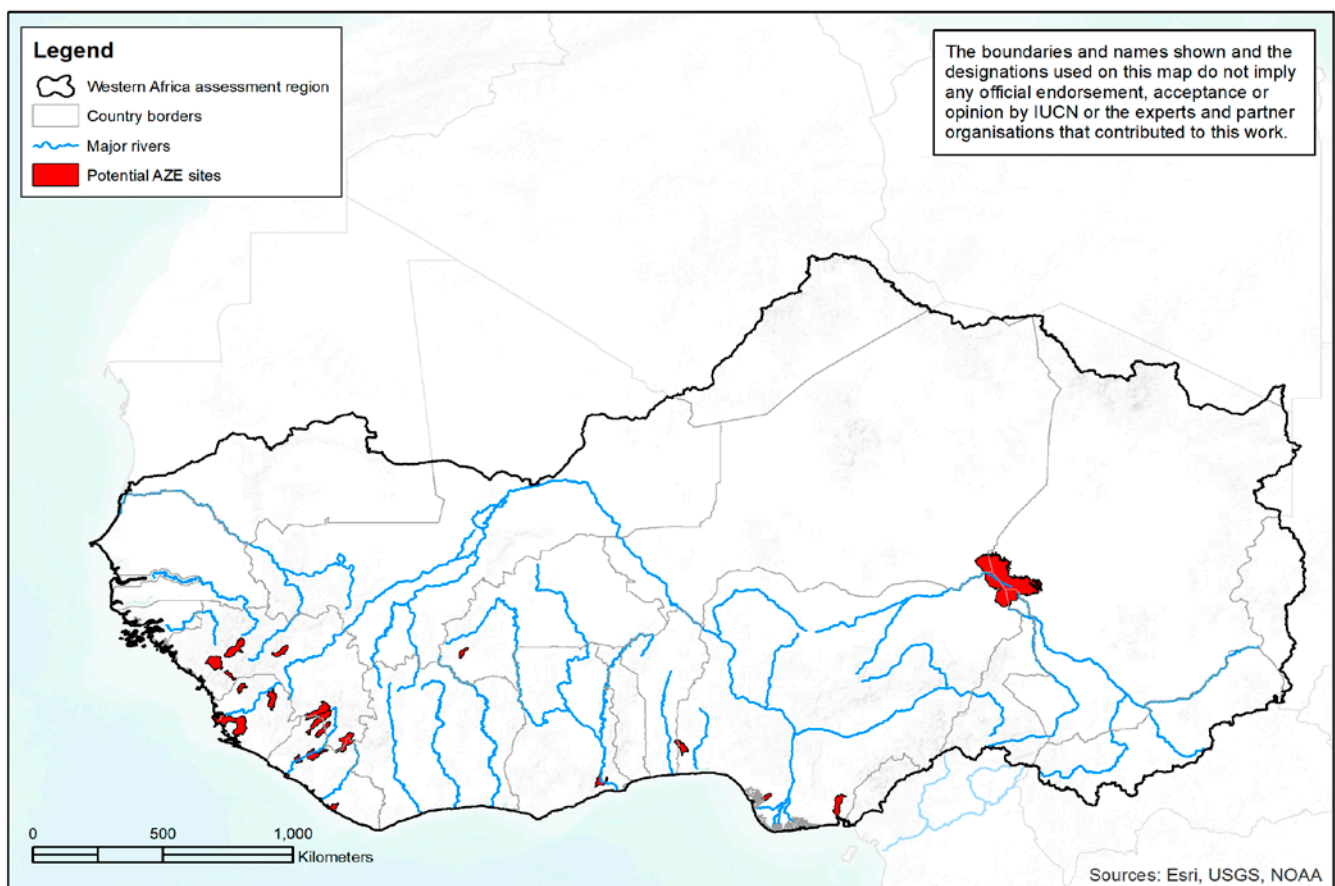 Legend
Western Africa assessment region
Country borders
Major rivers
Potential AZE sites
The boundaries and names shown and the
designations used on this map do not imply
any official endorsement, acceptance or
opinion by IUCN or the experts and partner
organisations that contributed to this work.
0 500 1,000
Kilometers
Sources: Esri, USGS, NOAA